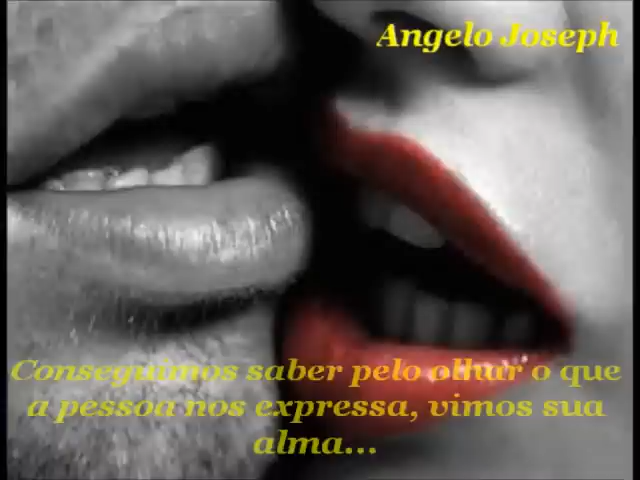 Angelo Joseph
Conseguimos saber pelo olhar o que
a pessoa nos expressa, vimos sua
alma...